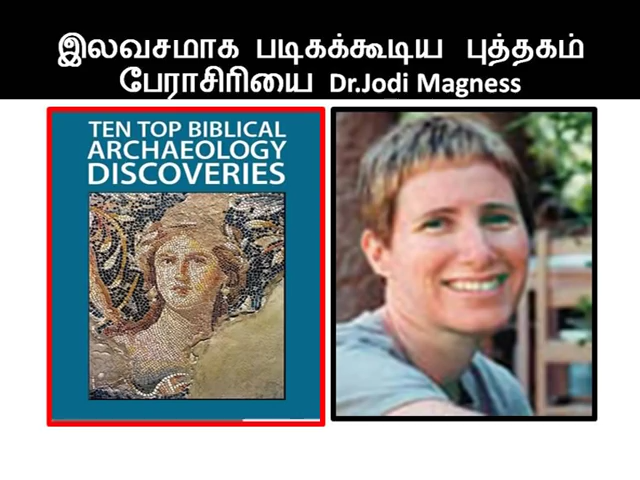 இலவசமாக படிகக்கூடிய புத்தகம்
பேராசிரியை Dr.Jodi Magness
TEN TOP BIBLICAL
ARCHAEOLOGY
DISCOVERIES